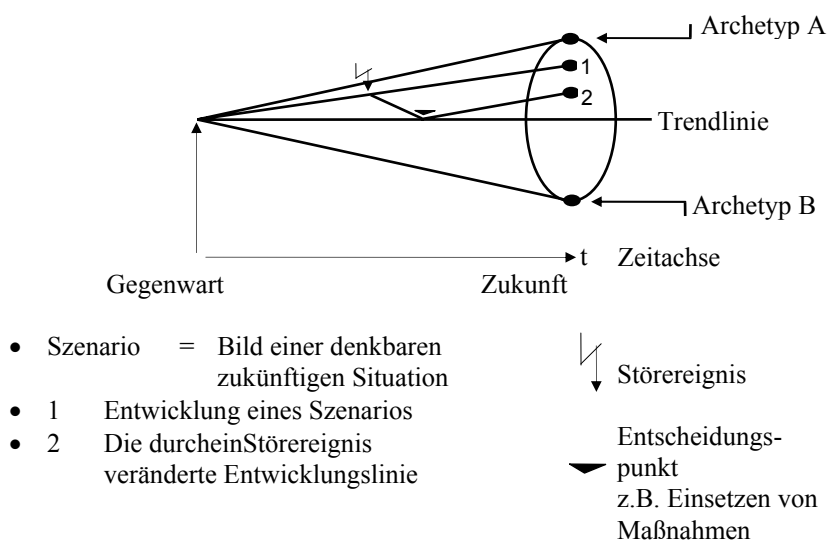 Archetyp A
1
2
Trendlinie
Archetyp B
t Zeitachse
Gegenwart Zukunft
• Szenario = Bild einer denkbaren
zukünftigen Situation
• 1 Entwicklung eines Szenarios
• 2 Die durcheinStörereignis
veränderte Entwicklungslinie
Störereignis
Entscheidungs-
punkt
z.B. Einsetzen von
Maßnahmen